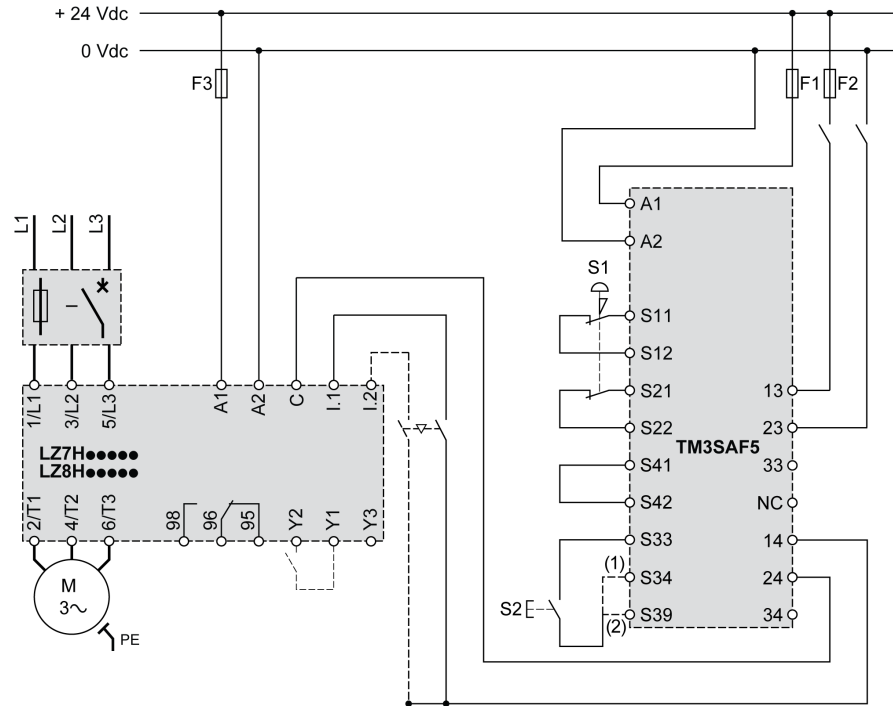 + 24 Vdc
0 Vdc
F3
F1
F2
L1
L2
L3
A1
A2
S1
S11
S12
S21
S22
S41
S42
S33
S34
S39
(1)
(2)
S2
13
23
33
NC
14
24
34
TM3SAF5
1/L1
3/L2
5/L3
A1
A2
C
I.1
I.2
LZ7H●●●●●
LZ8H●●●●●
2/T1
4/T2
6/T3
98
96
95
Y2
Y1
Y3
M
3~
PE